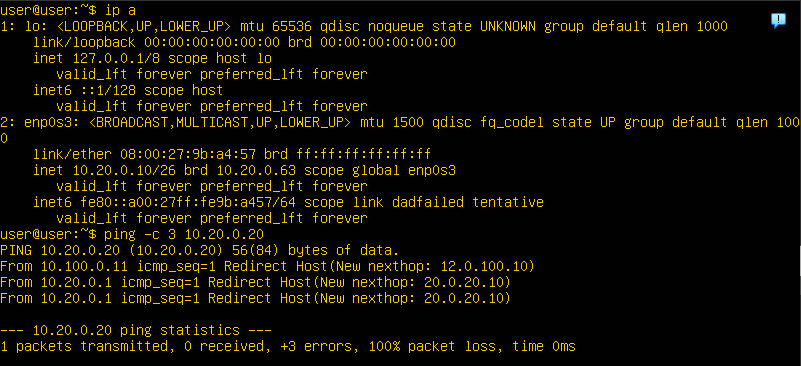 user@user:~$ ip a
1: lo: <LOOPBACK,UP,LOWER_UP> mtu 65536 qdisc noqueue state UNKNOWN group default qlen 1000
    link/loopback 00:00:00:00:00:00 brd 00:00:00:00:00:00
    inet 127.0.0.1/8 scope host lo
       valid_lft forever preferred_lft forever
    inet6 ::1/128 scope host
       valid_lft forever preferred_lft forever
2: enp0s3: <BROADCAST,MULTICAST,UP,LOWER_UP> mtu 1500 qdisc fq_codel state UP group default qlen 100
0
    link/ether 08:00:27:9b:a4:57 brd ff:ff:ff:ff:ff:ff
    inet 10.20.0.10/26 brd 10.20.0.63 scope global enp0s3
       valid_lft forever preferred_lft forever
    inet6 fe80::a00:27ff:fe9b:a457/64 scope link dadfailed tentative
       valid_lft forever preferred_lft forever
user@user:~$ ping -c 3 10.20.0.20
PING 10.20.0.20 (10.20.0.20) 56(84) bytes of data.
From 10.100.0.11 icmp_seq=1 Redirect Host(New nexthop: 12.0.100.10)
From 10.20.0.1 icmp_seq=1 Redirect Host(New nexthop: 20.0.20.10)
From 10.20.0.1 icmp_seq=1 Redirect Host(New nexthop: 20.0.20.10)

--- 10.20.0.20 ping statistics ---
1 packets transmitted, 0 received, +3 errors, 100% packet loss, time 0ms